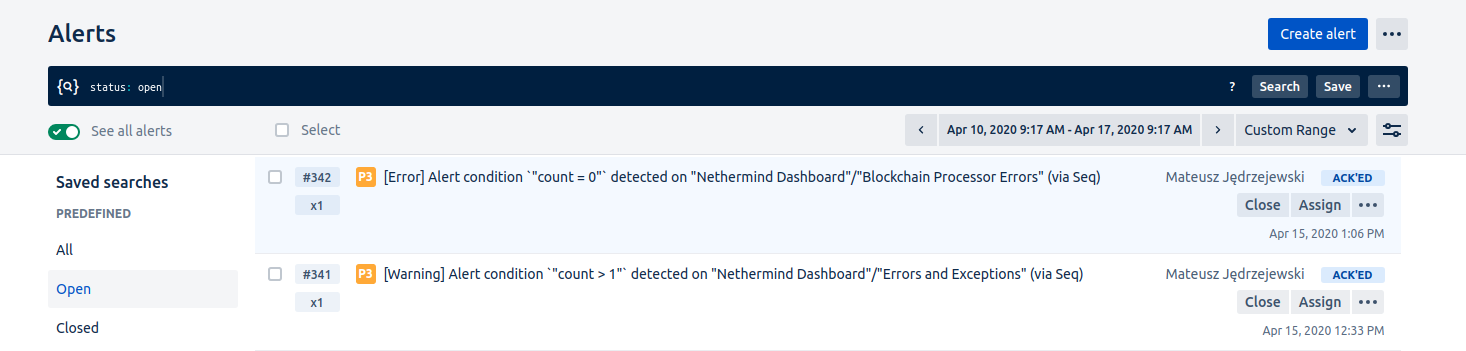 Alerts
Create alert
status: open
?
Search
Save
See all alerts
Select
Apr 10, 2020 9:17 AM - Apr 17, 2020 9:17 AM
Custom Range
Saved searches
PREDEFINED
All
Open
Closed
#342
x1
P3
[Error] Alert condition `"count = 0"` detected on "Nethermind Dashboard"/"Blockchain Processor Errors" (via Seq)
Mateusz Jędrzejewski
ACK'ED
Close
Assign
Apr 15, 2020 1:06 PM
#341
x1
P3
[Warning] Alert condition `"count > 1"` detected on "Nethermind Dashboard"/"Errors and Exceptions" (via Seq)
Mateusz Jędrzejewski
ACK'ED
Close
Assign
Apr 15, 2020 12:33 PM